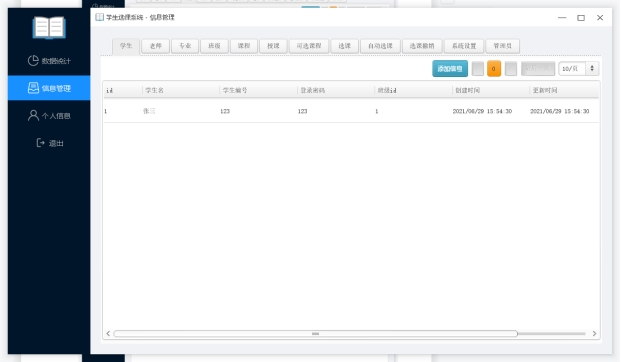 学生选课系统 - 信息管理
数据统计
信息管理
个人信息
退出
学生 老师 专业 班级 课程 授课 可选课程 选课 自动选课 选课撤销 系统设置 管理员
添加信息 0 10/页
id 学生名 学生编号 登录密码 班级id 创建时间 更新时间
1 张三 123 123 1 2021/06/29 15:54:30 2021/06/29 15:54:30